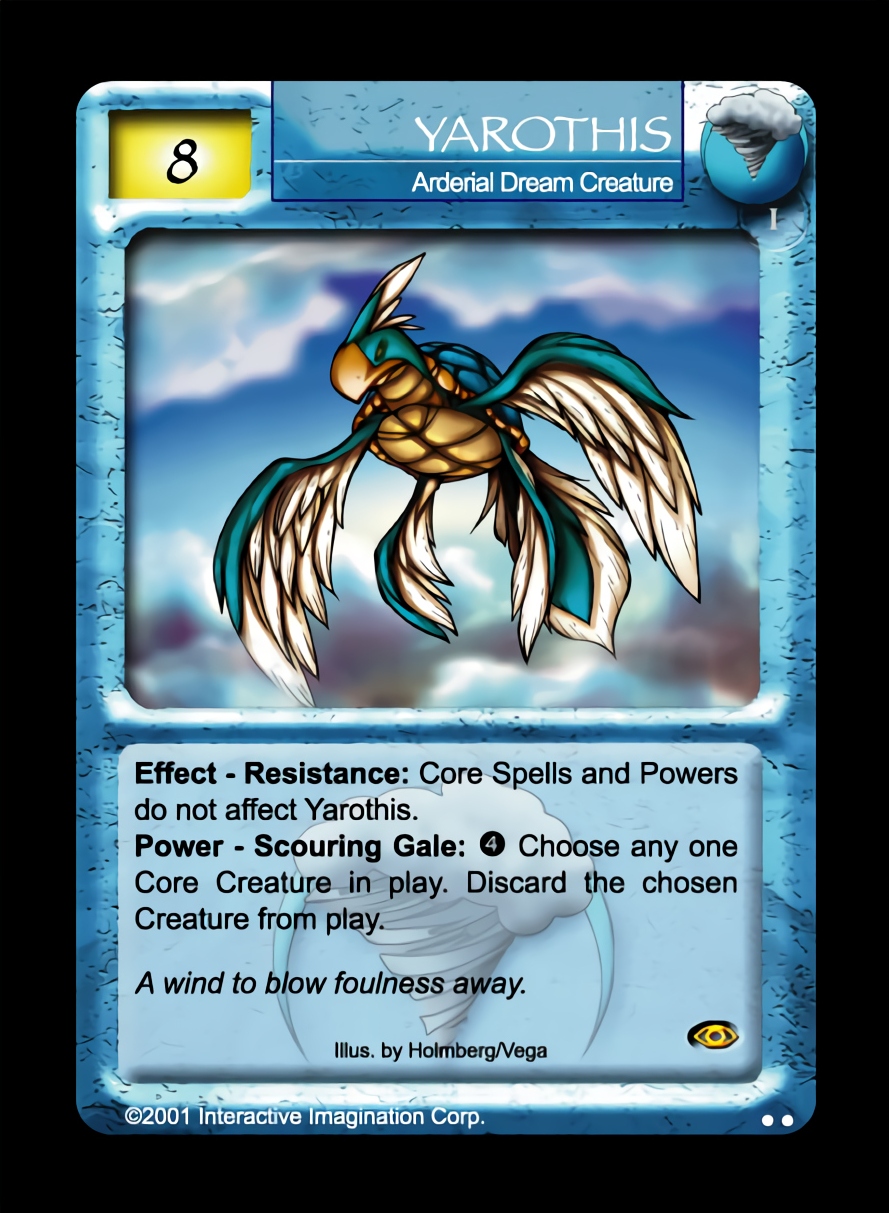 8
YAROTHIS
Arderial Dream Creature
I
Effect - Resistance: Core Spells and Powers
do not affect Yarothis.
Power - Scouring Gale: ❹ Choose any one
Core Creature in play. Discard the chosen
Creature from play.
A wind to blow foulness away.
Illus. by Holmberg/Vega
©2001 Interactive Imagination Corp.